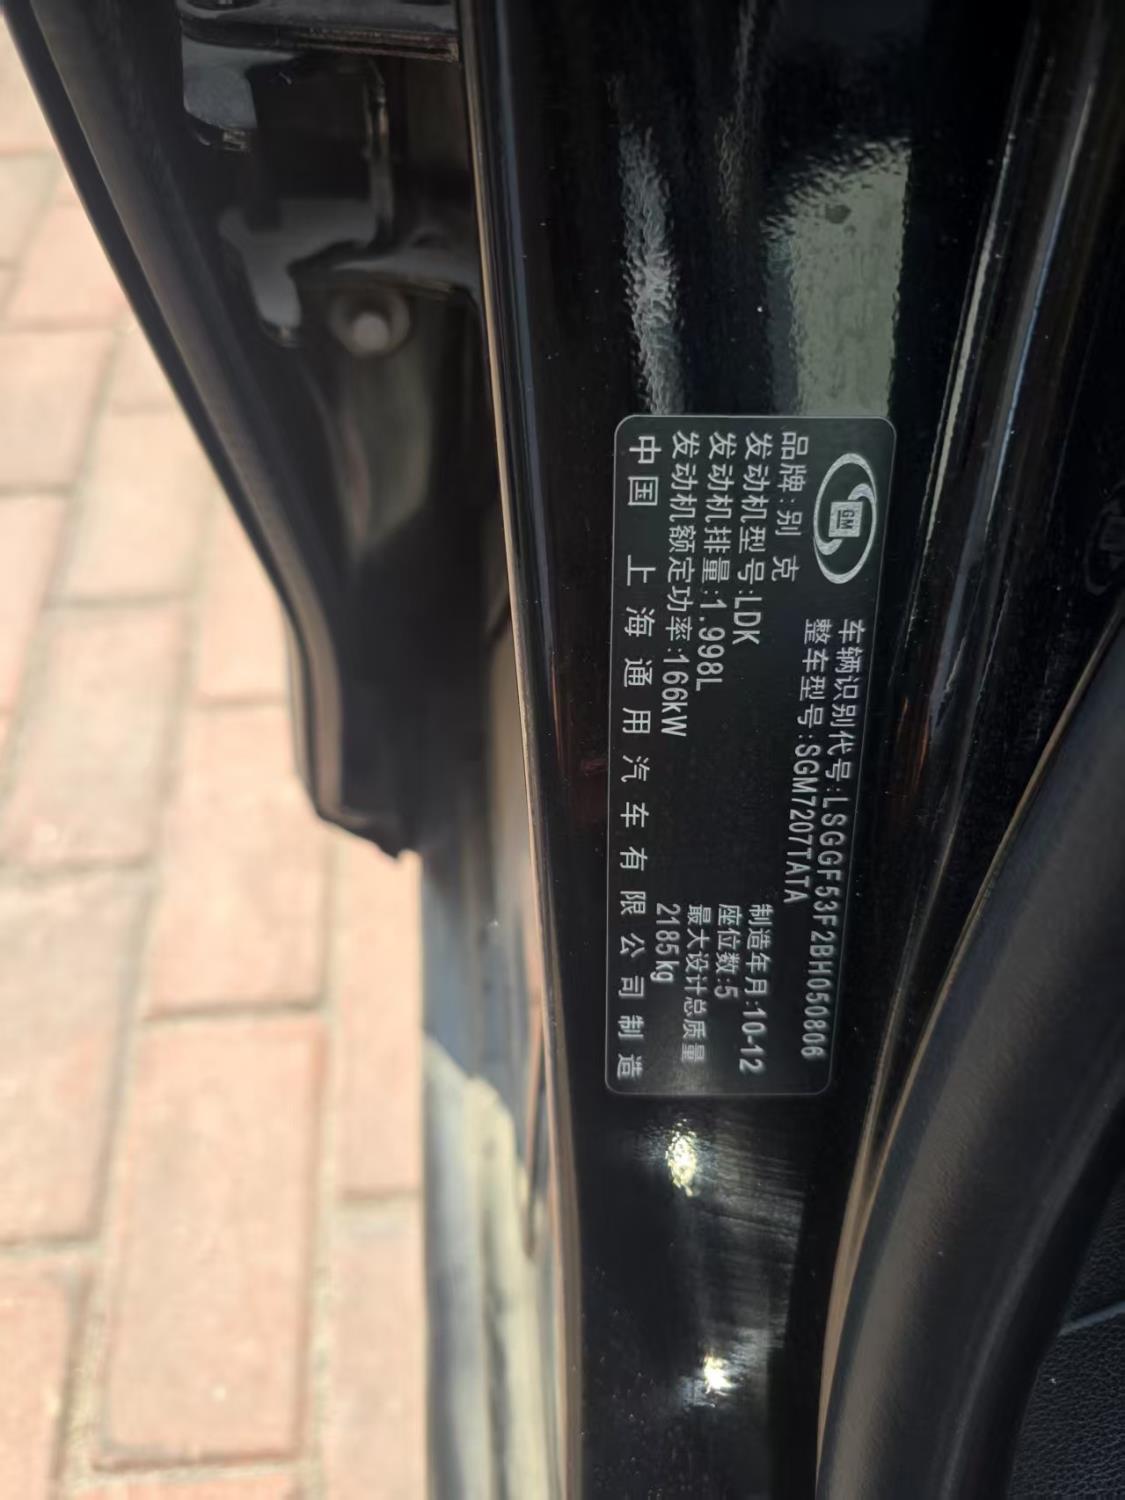 GM
车辆识别代号:LSGGF53F2BH050806
整车型号:SGM7207TATA
品牌:别 克
发动机型号:LDK 制造年月:10-12
发动机排量:1.998L 座位数:5
发动机额定功率:166kW 最大设计总质量
2185kg
中国 上海通用汽车有限公司制造